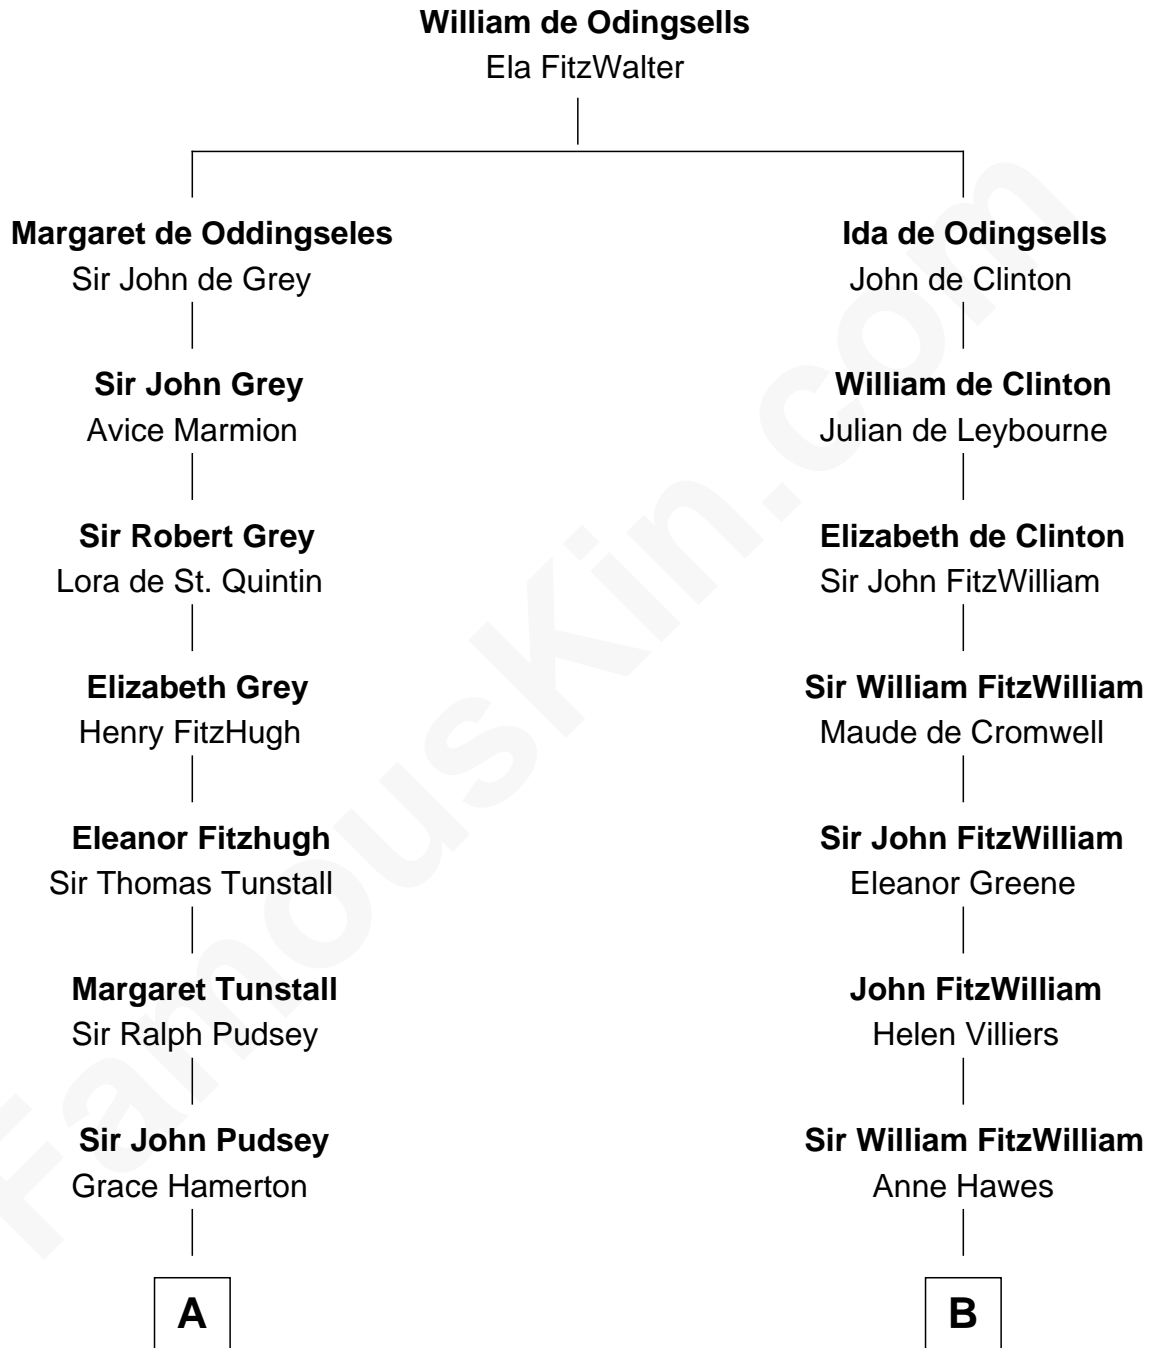 William de Odingsells
Ela FitzWalter
Margaret de Oddingseles
Sir John de Grey
Ida de Odingsells
John de Clinton
Sir John Grey
Avice Marmion
William de Clinton
Julian de Leybourne
Sir Robert Grey
Lora de St. Quintin
Elizabeth de Clinton
Sir John FitzWilliam
Elizabeth Grey
Henry FitzHugh
Sir William FitzWilliam
Maude de Cromwell
Eleanor Fitzhugh
Sir Thomas Tunstall
Sir John FitzWilliam
Eleanor Greene
Margaret Tunstall
Sir Ralph Pudsey
John FitzWilliam
Helen Villiers
Sir John Pudsey
Grace Hamerton
Sir William FitzWilliam
Anne Hawes
A
B
FamousKin.com